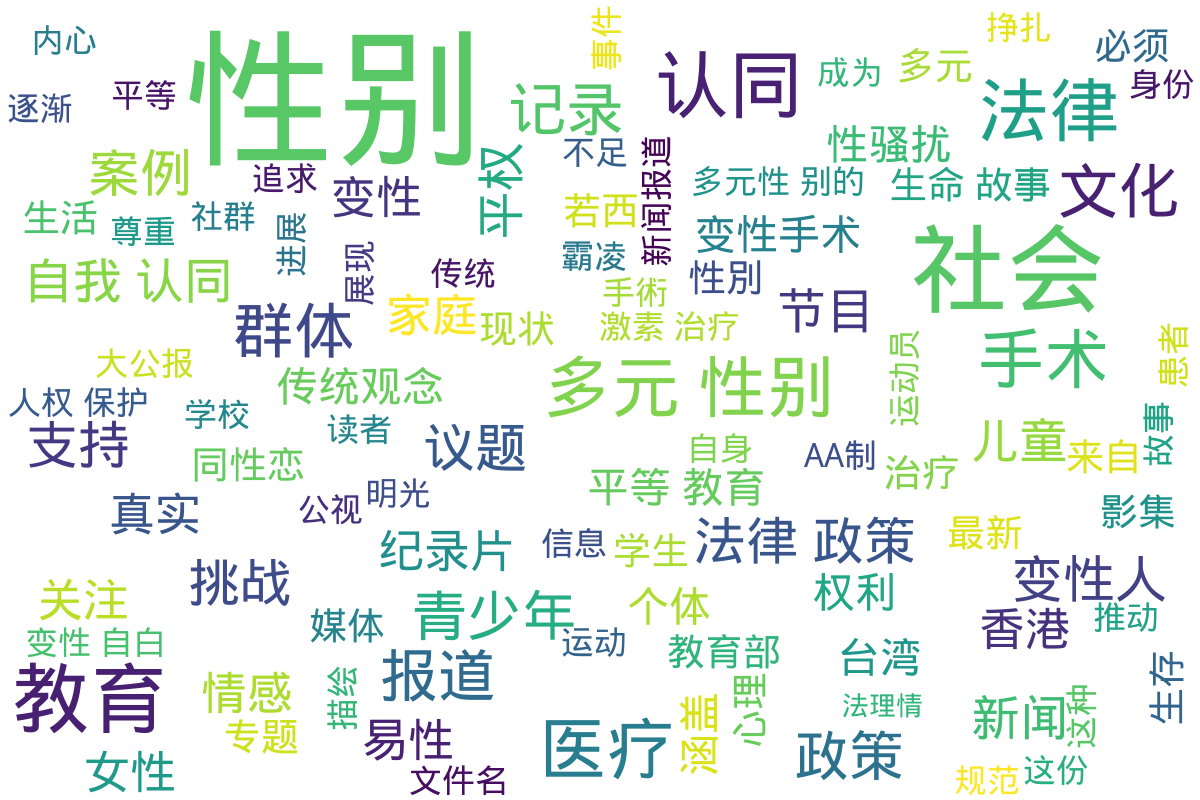 内心
事件
挣扎
性别
认同
记录
多元
成为
必须
身份
逐渐
平等
法律
案例
追求
变性
平权
不足
新闻报道
性骚扰
多元性 别的
生命 故事
文化
生活
尊重
社群
进展
展现
若西
霸凌
变性手术
社会
自我 认同
传统
性別
手術
节目
群体
家庭
现状
激素 治疗
手术
患者
大公报
运动员
人权 保护
传统观念
多元 性别
学校
读者
支持
议题
自身
AA制
儿童
来自
故事
同性恋
明光
平等 教育
治疗
真实
公视
影集
纪录片
信息
学生
法律 政策
最新
挑战
变性人
关注
青少年
个体
权利
香港
推动
媒体
变性 自白
运动
教育部
台湾
教育
情感
描绘
报道
涵盖
心理
法理情
新闻
这种
生存
专题
易性
医疗
政策
女性
文件名
规范
这份